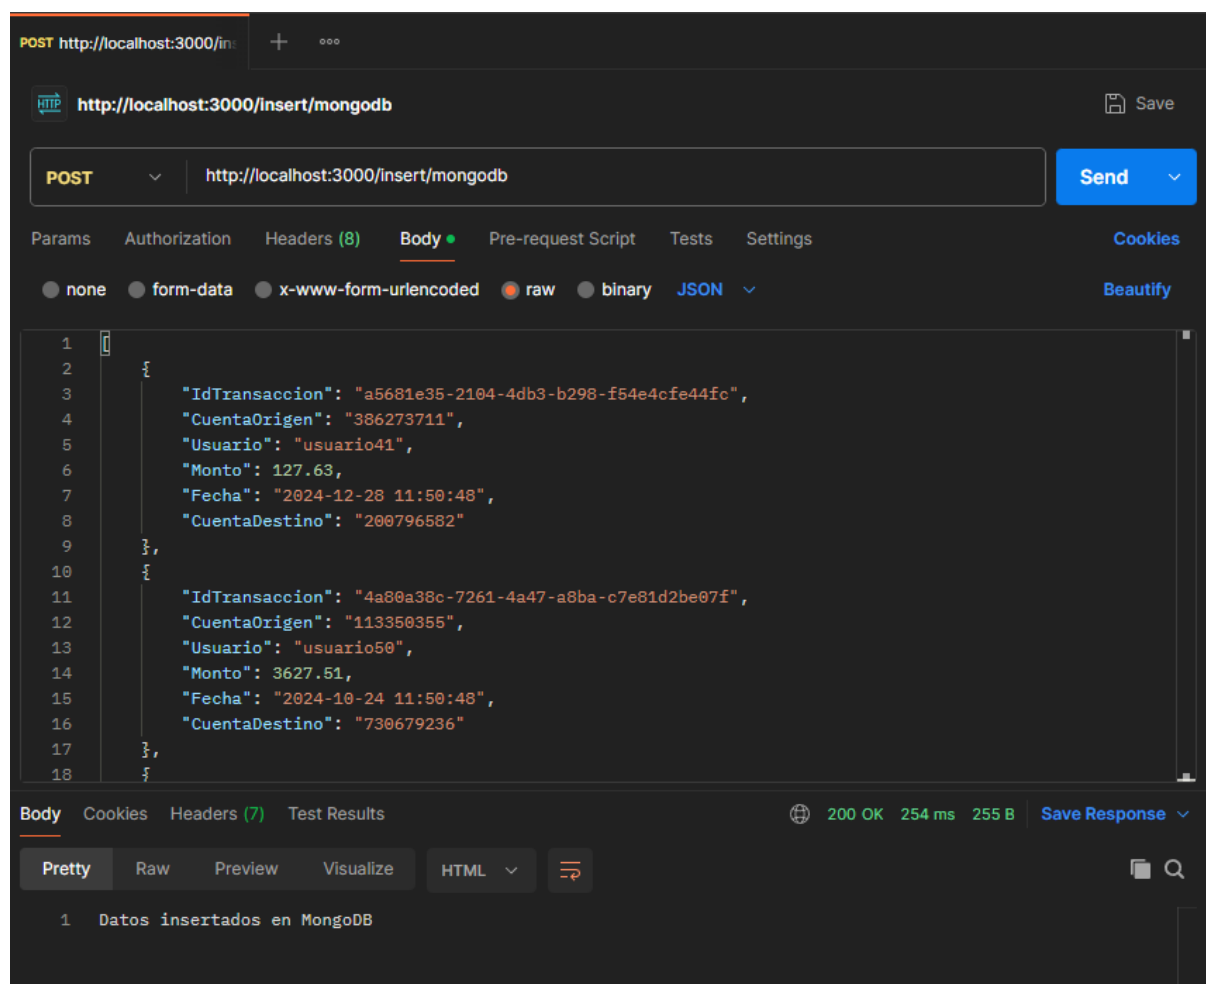 POST http://localhost:3000/in
http://localhost:3000/insert/mongodb Save
POST http://localhost:3000/insert/mongodb Send
Params Authorization Headers (8) Body Pre-request Script Tests Settings Cookies
none form-data x-www-form-urlencoded raw binary JSON Beautify
1 [
2 {
3 "IdTransaccion": "a5681e35-2104-4db3-b298-f54e4cfe44fc",
4 "CuentaOrigen": "386273711",
5 "Usuario": "usuario41",
6 "Monto": 127.63,
7 "Fecha": "2024-12-28 11:50:48",
8 "CuentaDestino": "200796582"
9 },
10 {
11 "IdTransaccion": "4a80a38c-7261-4a47-a8ba-c7e81d2be07f",
12 "CuentaOrigen": "113350355",
13 "Usuario": "usuario50",
14 "Monto": 3627.51,
15 "Fecha": "2024-10-24 11:50:48",
16 "CuentaDestino": "730679236"
17 },
18 {
Body Cookies Headers (7) Test Results 200 OK 254 ms 255 B Save Response
Pretty Raw Preview Visualize HTML
1 Datos insertados en MongoDB